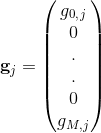 g_j = ( g_{0,j}
0
.
.
0
g_{M,j} )